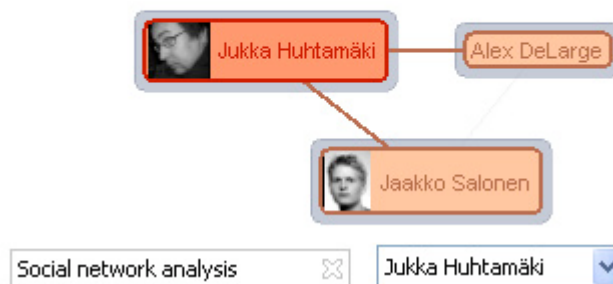 Jukka Huhtamäki
Alex DeLarge
Jaakko Salonen
Social network analysis
Jukka Huhtamäki